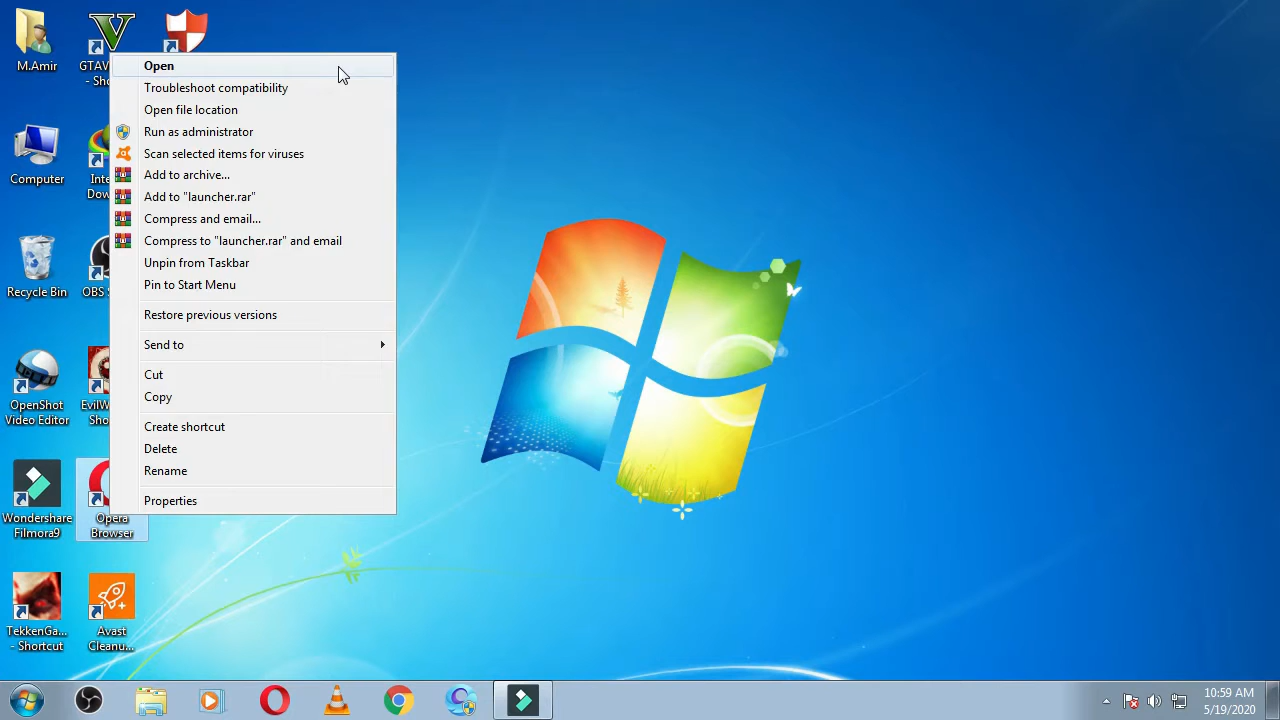 M.Amir
GTAV
- Sho
Computer
Inte
Dow
Recycle Bin
OBS S
OpenShot
Video Editor
EvilW
Sho
Wondershare
Filmora9
Opera
Browser
TekkenGa...
- Shortcut
Avast
Cleanu...
Open
Troubleshoot compatibility
Open file location
Run as administrator
Scan selected items for viruses
Add to archive...
Add to "launcher.rar"
Compress and email...
Compress to "launcher.rar" and email
Unpin from Taskbar
Pin to Start Menu
Restore previous versions
Send to
Cut
Copy
Create shortcut
Delete
Rename
Properties
10:59 AM
5/19/2020